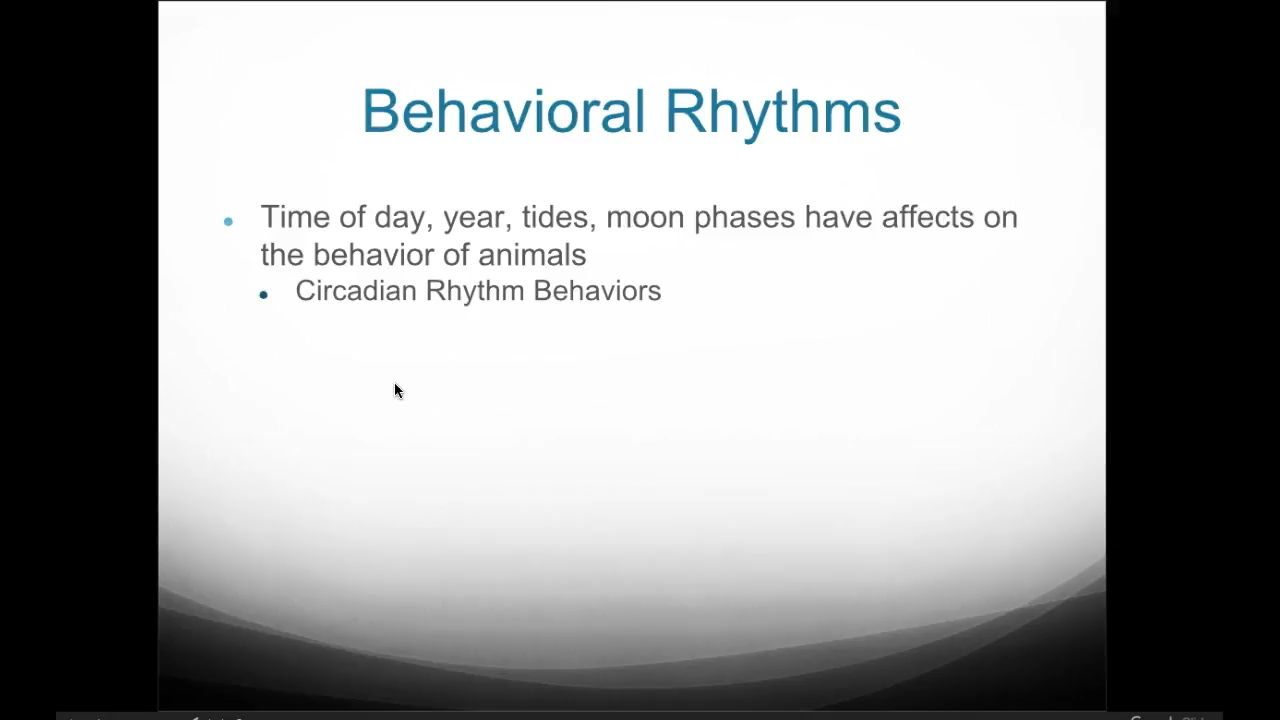 Behavioral Rhythms
Time of day, year, tides, moon phases have affects on
the behavior of animals
Circadian Rhythm Behaviors